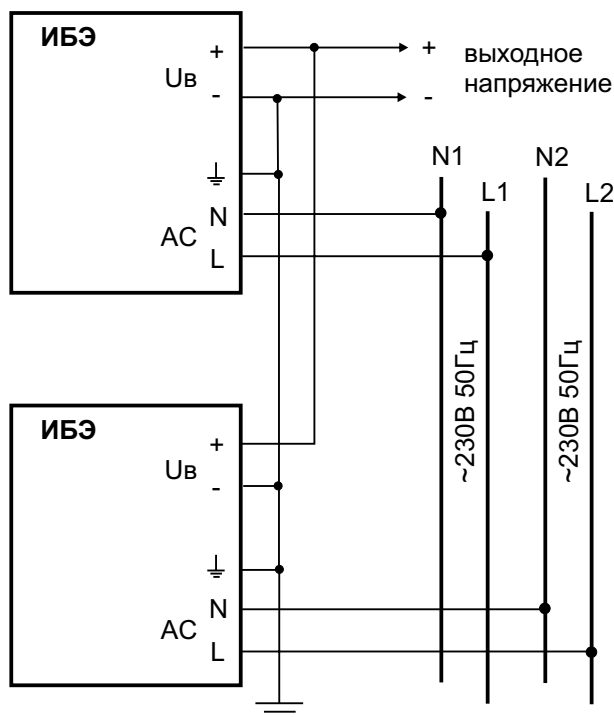 ИБЭ
+
Uв
-
N
AC
L
+
-
выходное
напряжение
N1
L1
N2
L2
~230В 50Гц
~230В 50Гц
ИБЭ
+
Uв
-
N
AC
L